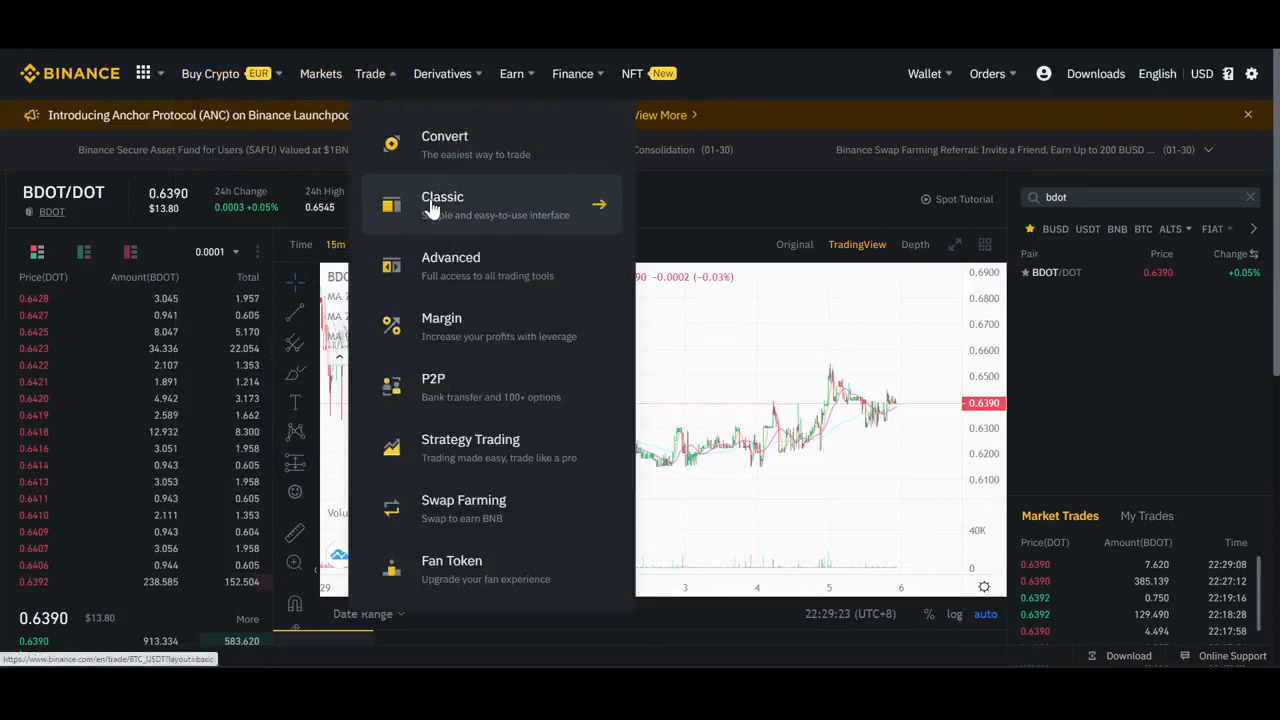 BINANCE
Buy Crypto EUR Markets Trade Derivatives Earn Finance NFT New Wallet Orders Downloads English USD
Introducing Anchor Protocol (ANC) on Binance Launchpoo View More
Binance Secure Asset Fund for Users (SAFU) Valued at $1BN Consolidation (01-30) Binance Swap Farming Referral: Invite a Friend, Earn Up to 200 BUSD ... (01-30)
BDOT/DOT
BDOT
0.6390
$13.80
24h Change
0.0003 +0.05%
24h High
0.6545
Spot Tutorial
0.0001
Price(DOT) Amount(BDOT) Total
0.6428 3.045 1.957
0.6427 0.941 0.605
0.6425 8.047 5.170
0.6423 34.336 22.054
0.6422 2.107 1.353
0.6421 1.891 1.214
0.6420 4.942 3.173
0.6419 2.589 1.662
0.6418 12.932 8.300
0.6416 3.051 1.958
0.6414 0.943 0.605
0.6413 3.053 1.958
0.6411 0.943 0.605
0.6410 2.111 1.353
0.6409 0.943 0.604
0.6407 3.056 1.958
0.6406 0.944 0.605
0.6392 238.585 152.504
0.6390 $13.80 More
0.6390 913.334 583.620
Time 15m
Original TradingView Depth
BDO
MA 7
MA 2
MA 9
90 -0.0002 (-0.03%)
Volu
Convert
The easiest way to trade
Classic
Simple and easy-to-use interface
Advanced
Full access to all trading tools
Margin
Increase your profits with leverage
P2P
Bank transfer and 100+ options
Strategy Trading
Trading made easy, trade like a pro
Swap Farming
Swap to earn BNB
Fan Token
Upgrade your fan experience
0.6900
0.6800
0.6700
0.6600
0.6500
0.6390
0.6300
0.6200
0.6100
40K
0
29 3 4 5 6
Date Range 22:29:23 (UTC+8) % log auto
bdot
BUSD USDT BNB BTC ALTS FIAT
Pair Price Change
BDOT/DOT 0.6390 +0.05%
Market Trades My Trades
Price(DOT) Amount(BDOT) Time
0.6390 7.620 22:29:08
0.6390 385.139 22:27:12
0.6392 0.750 22:19:16
0.6392 129.490 22:18:28
0.6390 4.494 22:17:58
Download Online Support
https://www.binance.com/en/trade/BTC_USDT?layout=basic